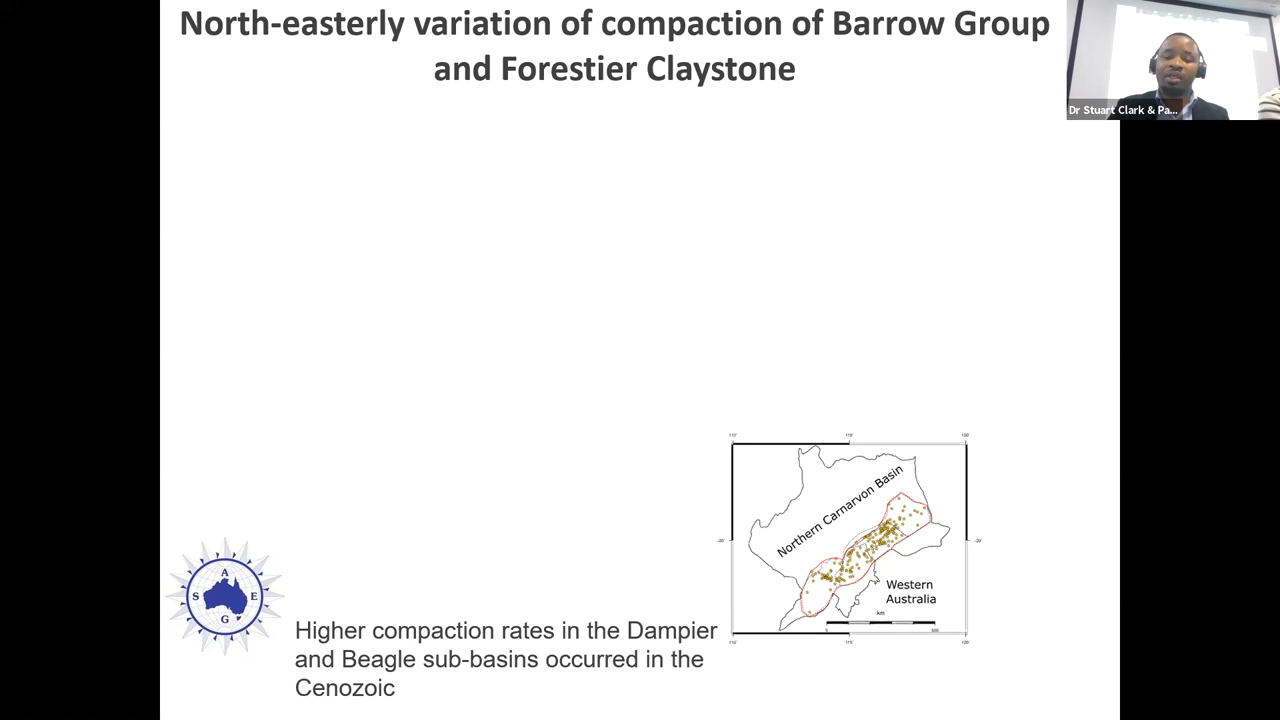 North-easterly variation of compaction of Barrow Group
and Forestier Claystone
Dr Stuart Clark & Pa...
Northern Carnarvon Basin
Western
Australia
km
A
S E
G
Higher compaction rates in the Dampier
and Beagle sub-basins occurred in the
Cenozoic